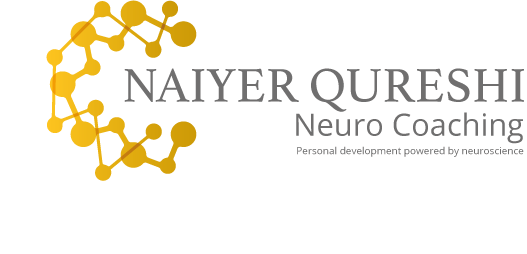 NAIYER QURESHI
Neuro Coaching
Personal development powered by neuroscience